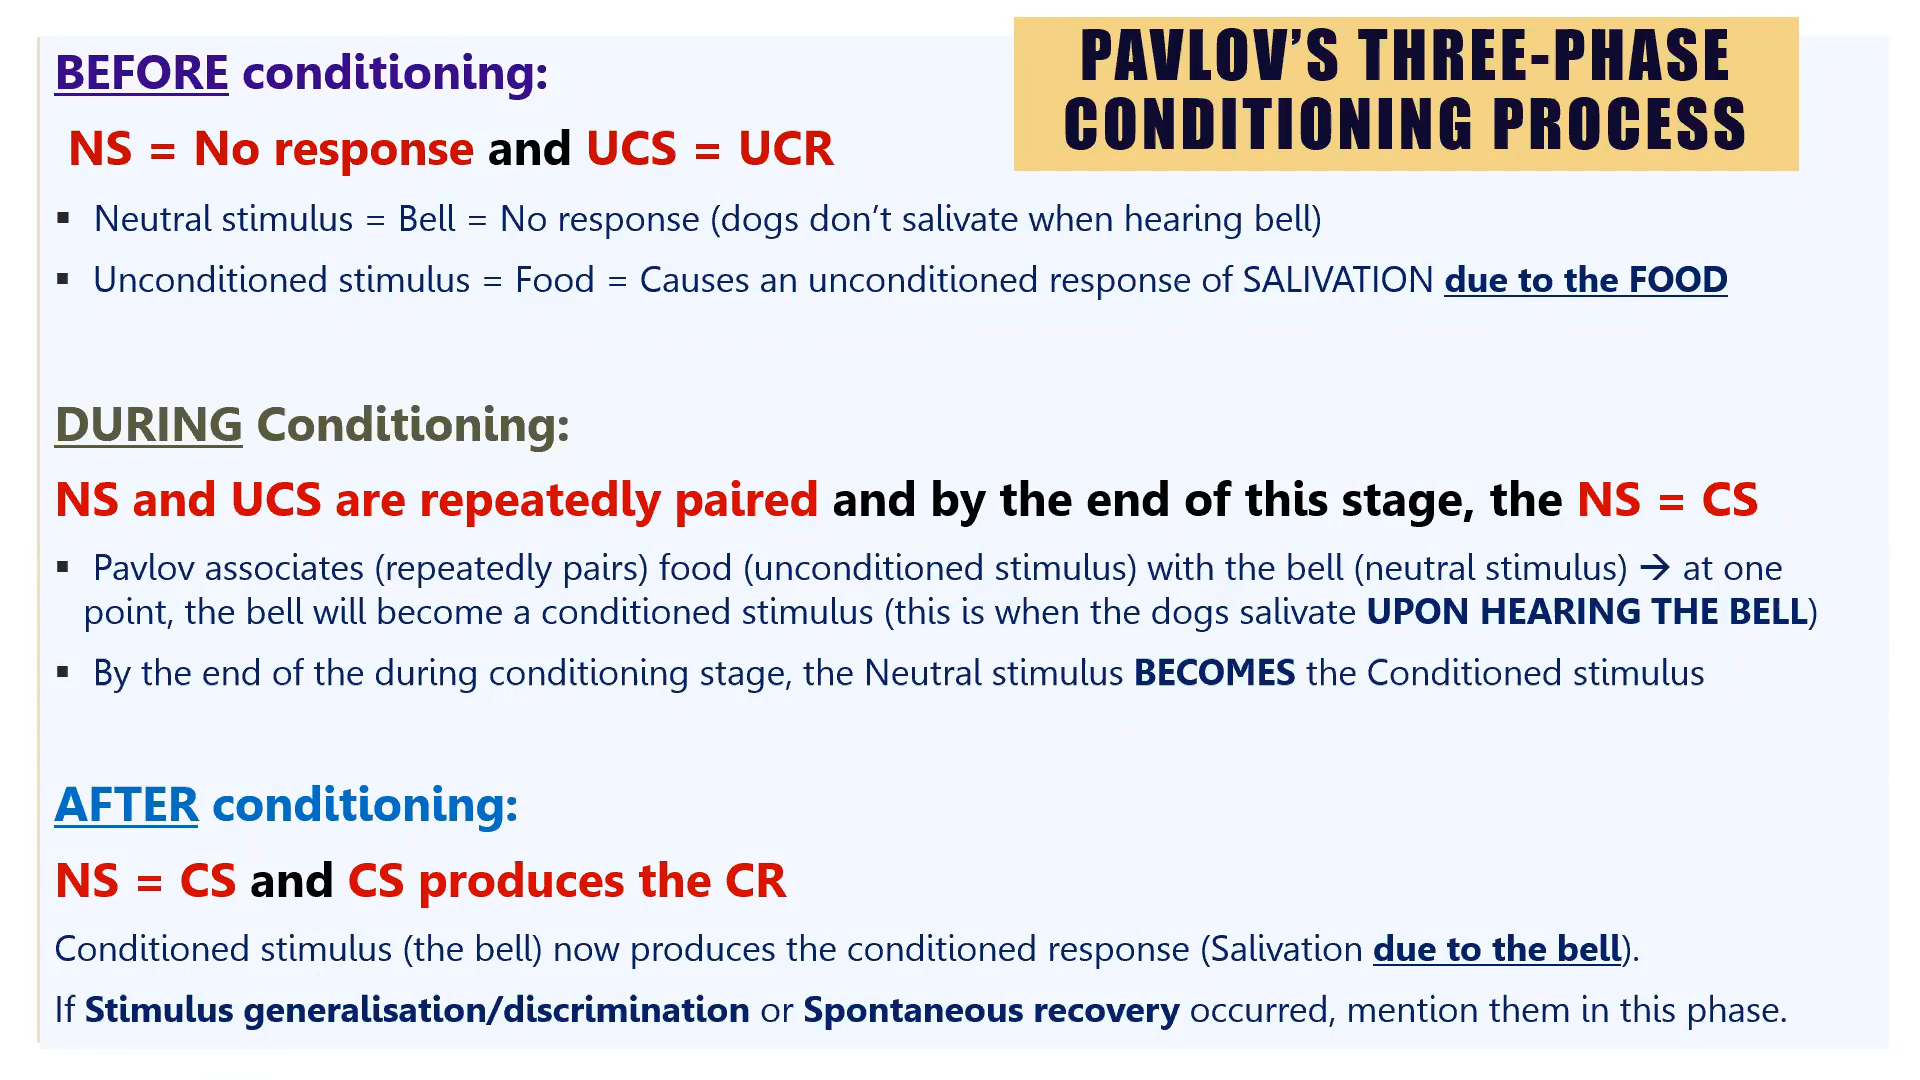 PAVLOV’S THREE-PHASE
CONDITIONING PROCESS
BEFORE conditioning:
NS = No response and UCS = UCR
▪ Neutral stimulus = Bell = No response (dogs don’t salivate when hearing bell)
▪ Unconditioned stimulus = Food = Causes an unconditioned response of SALIVATION due to the FOOD
DURING Conditioning:
NS and UCS are repeatedly paired and by the end of this stage, the NS = CS
▪ Pavlov associates (repeatedly pairs) food (unconditioned stimulus) with the bell (neutral stimulus) → at one
point, the bell will become a conditioned stimulus (this is when the dogs salivate UPON HEARING THE BELL)
▪ By the end of the during conditioning stage, the Neutral stimulus BECOMES the Conditioned stimulus
AFTER conditioning:
NS = CS and CS produces the CR
Conditioned stimulus (the bell) now produces the conditioned response (Salivation due to the bell).
If Stimulus generalisation/discrimination or Spontaneous recovery occurred, mention them in this phase.